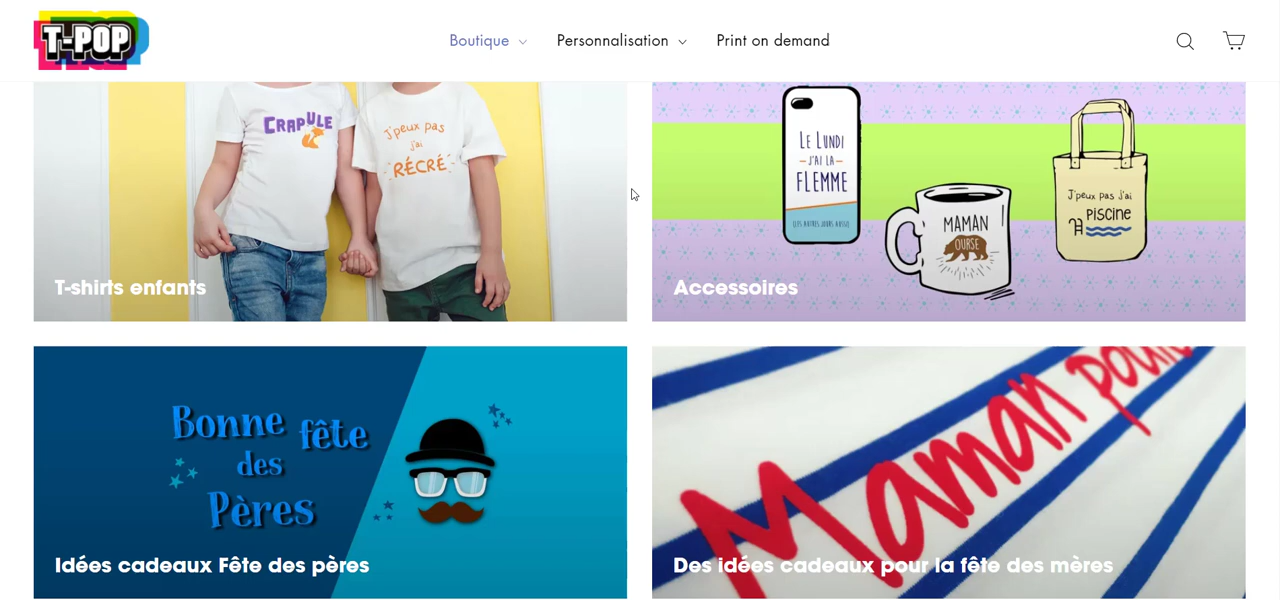 T-POP
Boutique
Personnalisation
Print on demand
CRAPULE
J'peux pas
j'ai
RÉCRÉ
T-shirts enfants
LE LUNDI
J'AI LA
FLEMME
MAMAN
OURSE
J'peux pas j'ai
piscine
Accessoires
Bonne fête
des
Pères
Idées cadeaux Fête des pères
Maman
Des idées cadeaux pour la fête des mères